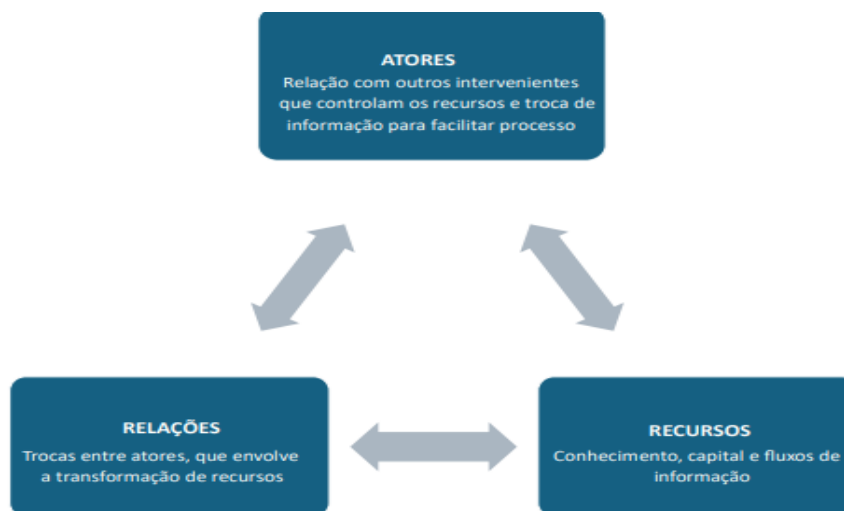 ATORES
Relação com outros intervenientes
que controlam os recursos e troca de
informação para facilitar processo
RELAÇÕES
Trocas entre atores, que envolve
a transformação de recursos
RECURSOS
Conhecimento, capital e fluxos de
informação